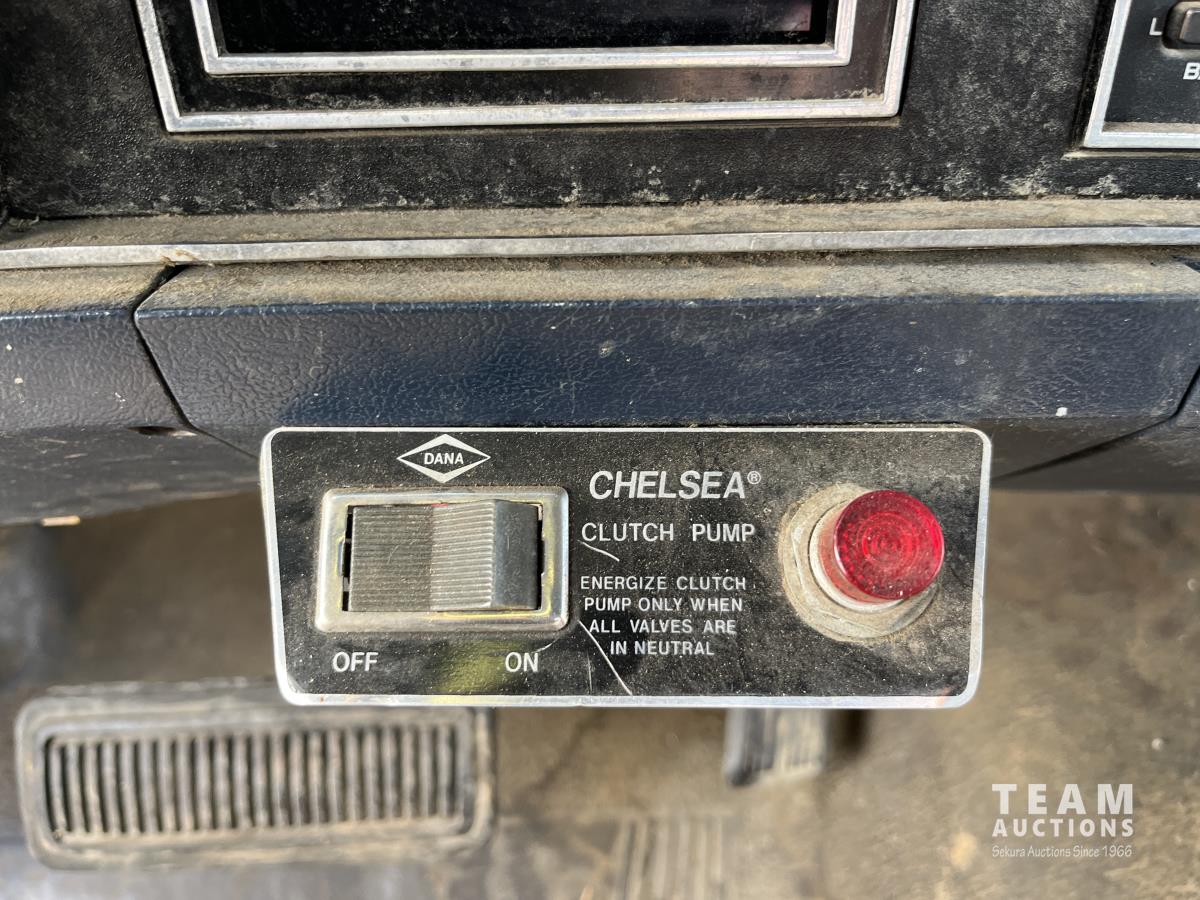 L
DANA
CHELSEA®
CLUTCH PUMP
ENERGIZE CLUTCH
PUMP ONLY WHEN
ALL VALVES ARE
IN NEUTRAL
OFF
ON
TEAM
AUCTIONS
Sekura Auctions Since 1966